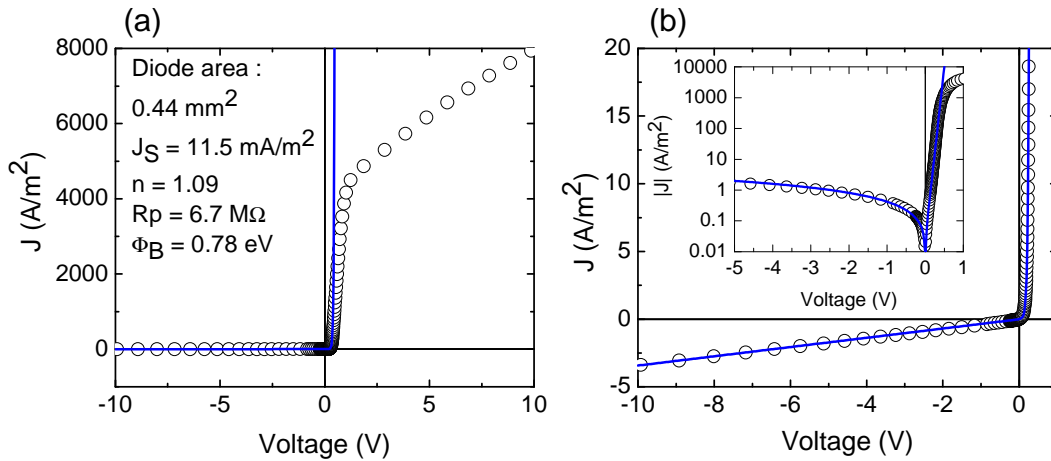 (a)
8000
6000
4000
2000
0
J (A/m²)
Diode area :
0.44 mm²
J_S = 11.5 mA/m²
n = 1.09
Rp = 6.7 MΩ
Φ_B = 0.78 eV
-10 -5 0 5 10
Voltage (V)
(b)
20
15
10
5
0
-5
J (A/m²)
10000
1000
100
10
1
0.1
0.01
|J| (A/m²)
-5 -4 -3 -2 -1 0 1
Voltage (V)
-10 -8 -6 -4 -2 0
Voltage (V)